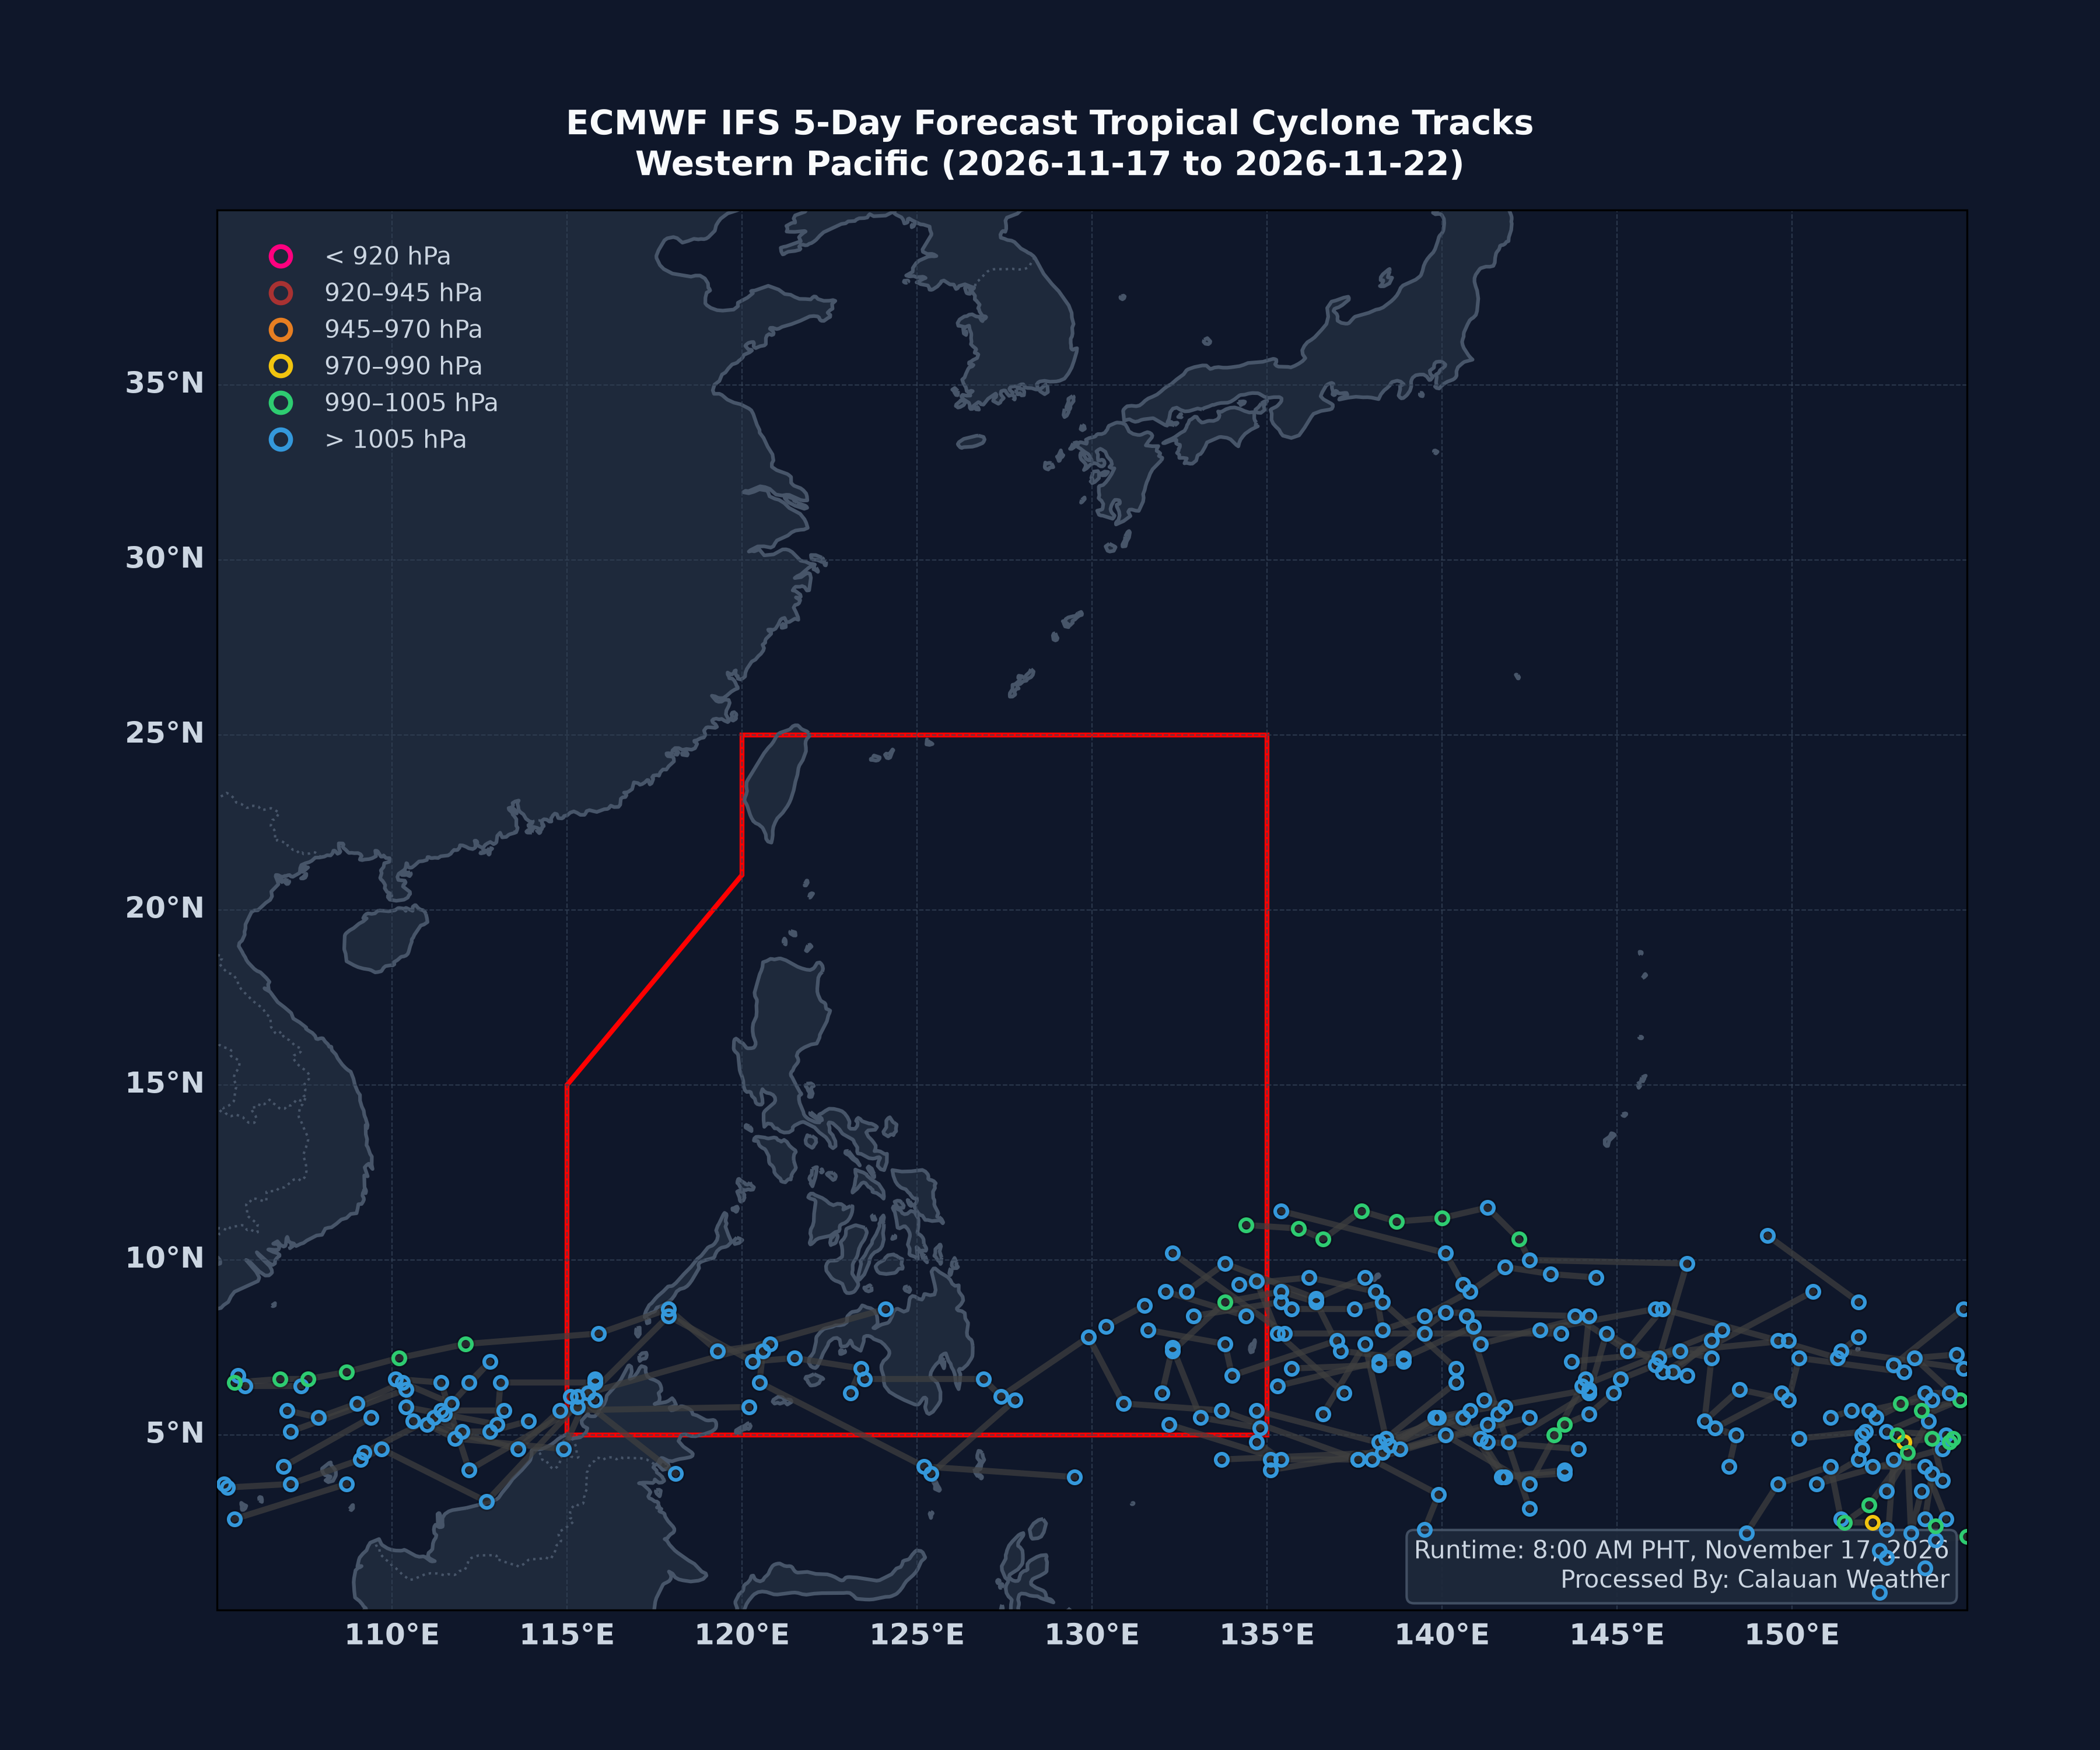 ECMWF IFS 5-Day Forecast Tropical Cyclone Tracks
Western Pacific (2026-11-17 to 2026-11-22)
< 920 hPa
920–945 hPa
945–970 hPa
970–990 hPa
990–1005 hPa
> 1005 hPa
35°N
30°N
25°N
20°N
15°N
10°N
5°N
Runtime: 8:00 AM PHT, November 17, 2026
Processed By: Calauan Weather
110°E
115°E
120°E
125°E
130°E
135°E
140°E
145°E
150°E